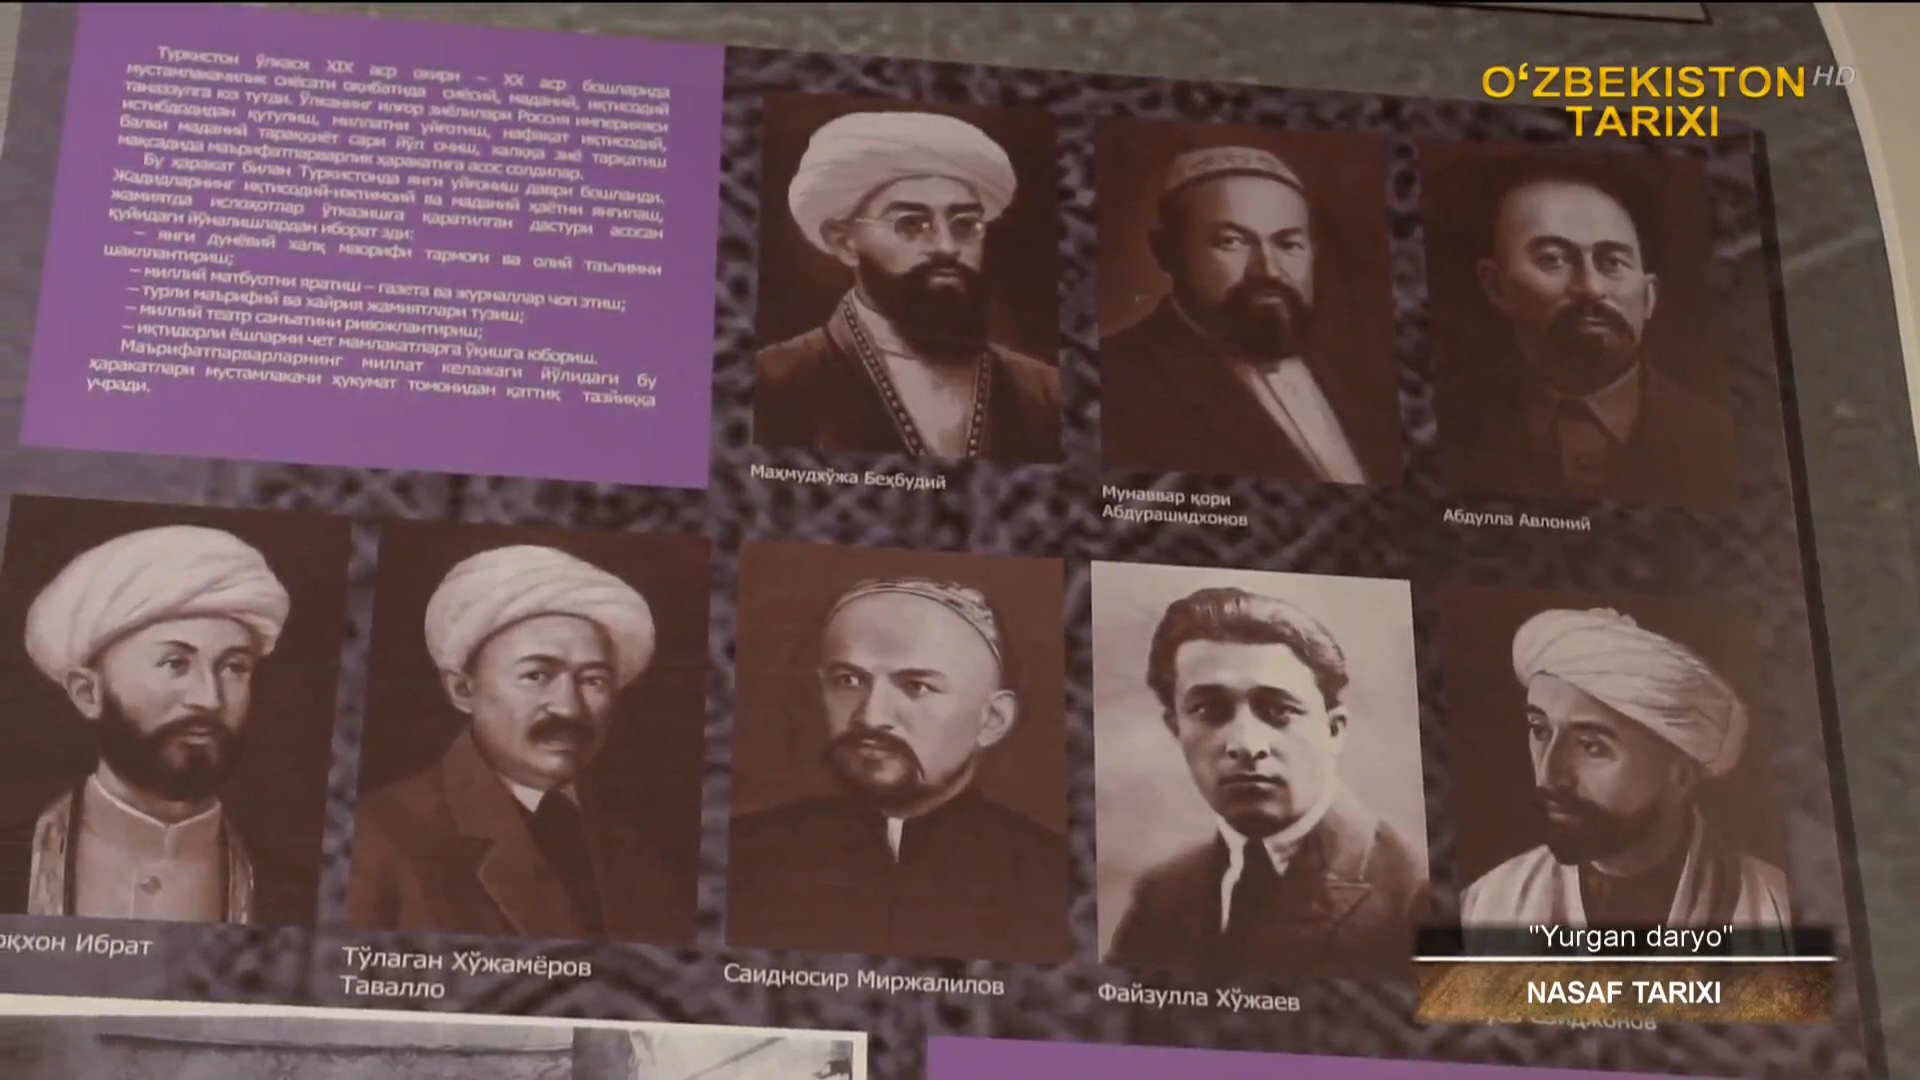 Туркистон ўлкаси XIX аср охири – XX аср бошларида
мустамлакачилик сиёсати оқибатида сиёсий, маданий, иқтисодий
таназзулга юз тутди. Ўлканинг илғор зиёлилари Россия империяси
истибдодидан қутулиш, миллатни уйғотиш, нафақат иқтисодий,
балки маданий тараққиёт сари йўл очиш, халққа зиё тарқатиш
мақсадида маърифатпарварлик ҳаракатига асос солдилар.
Бу ҳаракат билан Туркистонда янги уйғониш даври бошланди.
Жадидларнинг иқтисодий-ижтимоий ва маданий ҳаётни янгилаш,
жамиятда ислоҳотлар ўтказишга қаратилган дастури асосан
қуйидаги йўналишлардан иборат эди:
– янги дунёвий халқ маорифи тармоғи ва олий таълимни
шакллантириш;
– миллий матбуотни яратиш – газета ва журналлар чоп этиш;
– турли маърифий ва хайрия жамиятлари тузиш;
– миллий театр санъатини ривожлантириш;
– иқтидорли ёшларни чет мамлакатларга ўқишга юбориш.
Маърифатпарварларнинг миллат келажаги йўлидаги бу
ҳаракатлари мустамлакачи ҳукумат томонидан қаттиқ тазйиққа
учради.
O‘ZBEKISTON HD
TARIXI
Маҳмудхўжа Беҳбудий
Мунаввар қори
Абдурашидхонов
Абдулла Авлоний
оқхон Ибрат
Тўлаган Хўжамёров
Тавалло
Саидносир Миржалилов
Файзулла Хўжаев
Саиджонов
"Yurgan daryo"
NASAF TARIXI